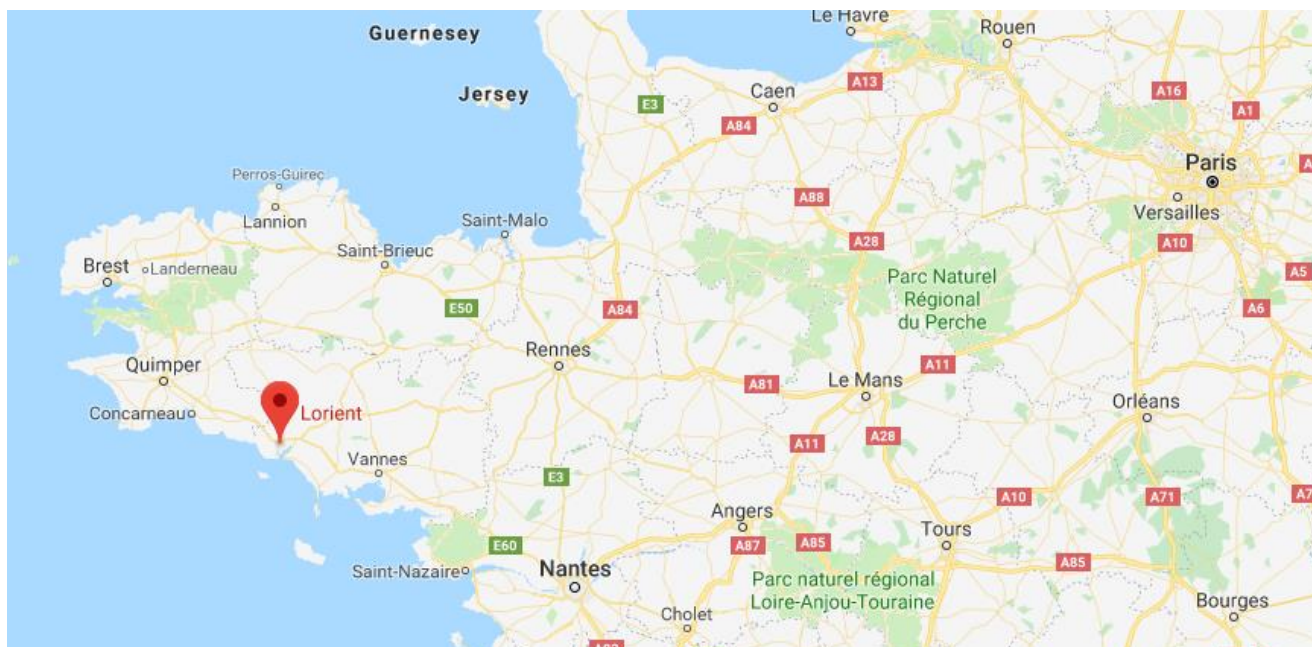 Guernesey
Le Havre
Rouen
Jersey
E3
Caen
A84
A13
A16
A1
Paris
Versailles
Perros-Guirec
Lannion
Saint-Malo
A88
A28
A10
Saint-Brieuc
Brest
Landerneau
Parc Naturel
Régional
du Perche
A5
A6
E50
A84
Rennes
Quimper
A81
Le Mans
A11
Concarneau
Lorient
Orléans
A11
A28
Vannes
E3
A10
A71
Angers
Tours
E60
A87
A85
A85
Saint-Nazaire
Nantes
Parc naturel régional
Loire-Anjou-Touraine
Cholet
Bourges